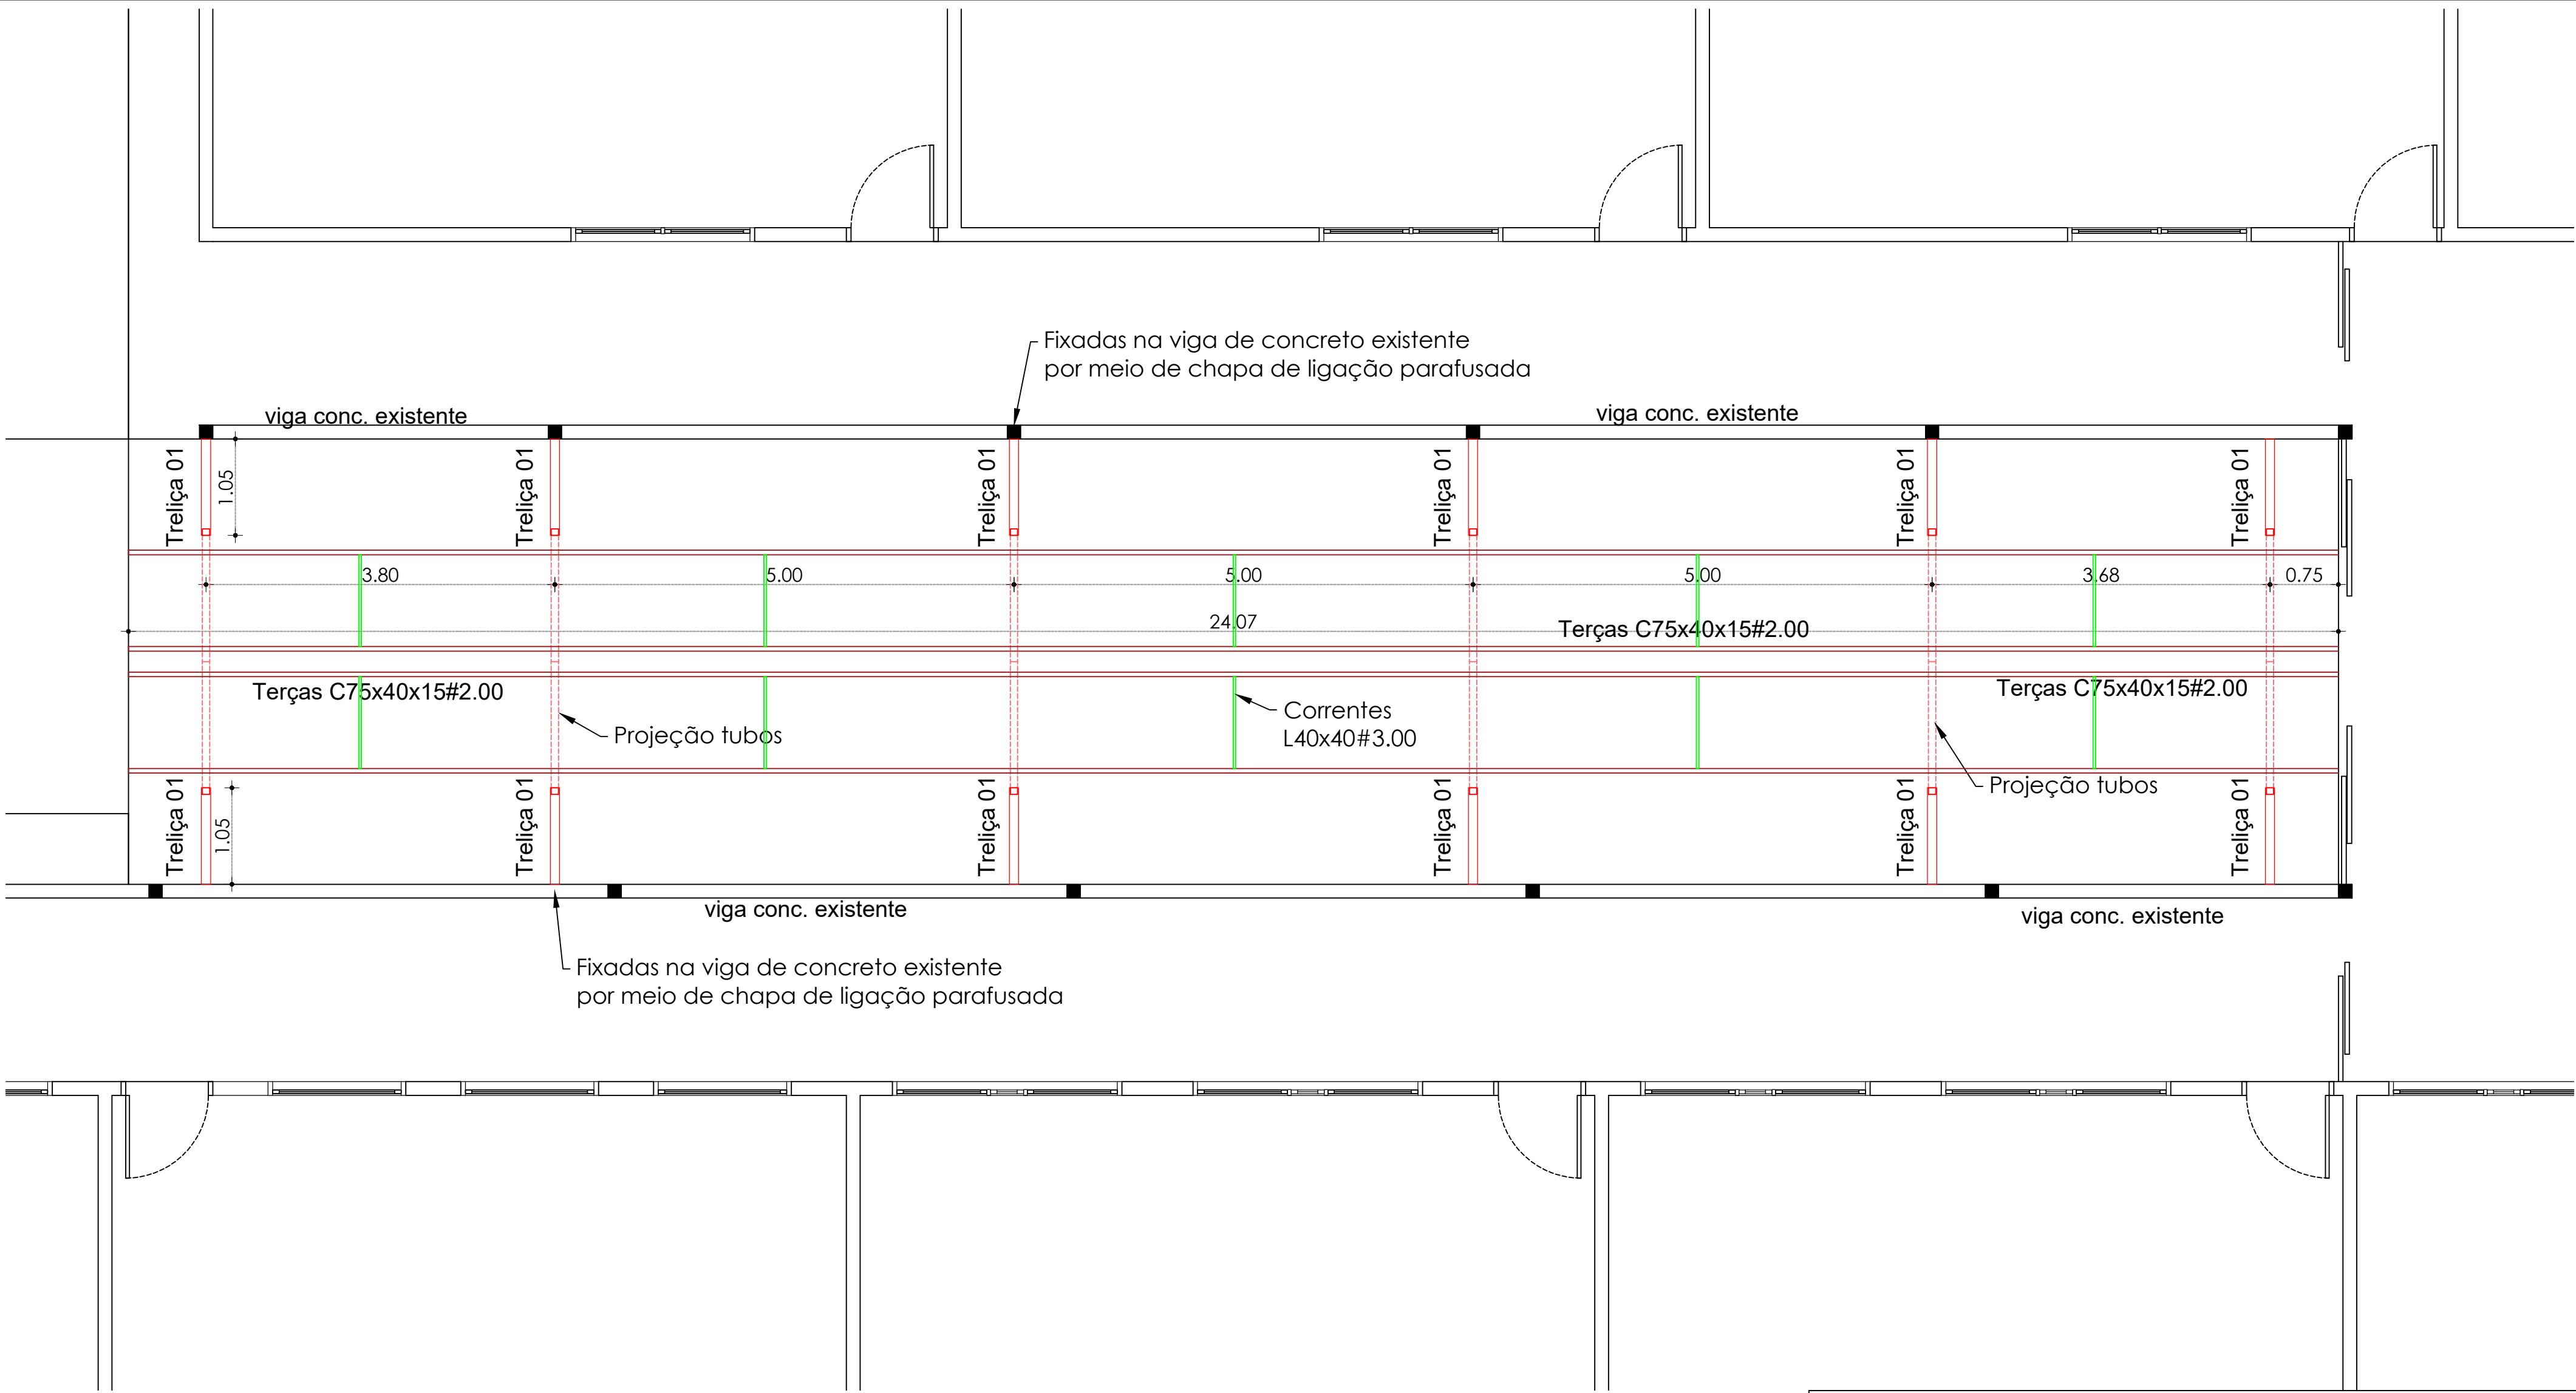 Fixadas na viga de concreto existente
por meio de chapa de ligação parafusada
viga conc. existente
viga conc. existente
Treliça 01
1.05
Treliça 01
Treliça 01
Treliça 01
Treliça 01
Treliça 01
3.80
5.00
5.00
5.00
3.68
0.75
24.07
Terças C75x40x15#2.00
Terças C75x40x15#2.00
Terças C75x40x15#2.00
Correntes
L40x40#3.00
Projeção tubos
Projeção tubos
Treliça 01
1.05
Treliça 01
Treliça 01
Treliça 01
Treliça 01
Treliça 01
viga conc. existente
viga conc. existente
Fixadas na viga de concreto existente
por meio de chapa de ligação parafusada